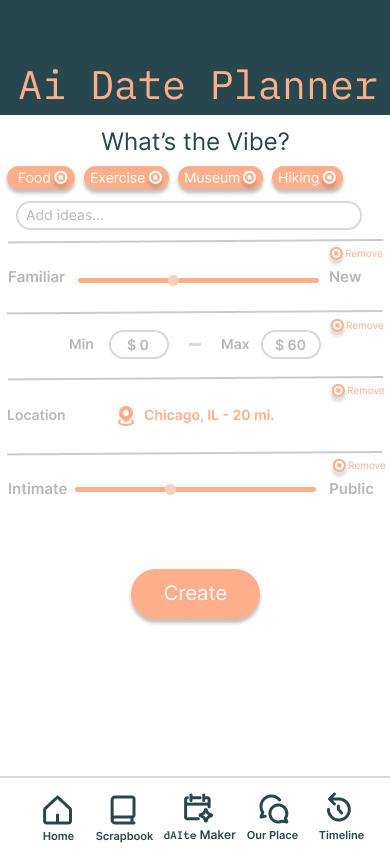 Ai Date Planner
What's the Vibe?
Food Exercise Museum Hiking
Add ideas...
Remove
Familiar New
Remove
Min $ 0 – Max $ 60
Remove
Location Chicago, IL - 20 mi.
Remove
Intimate Public
Create
Home Scrapbook dAIte Maker Our Place Timeline